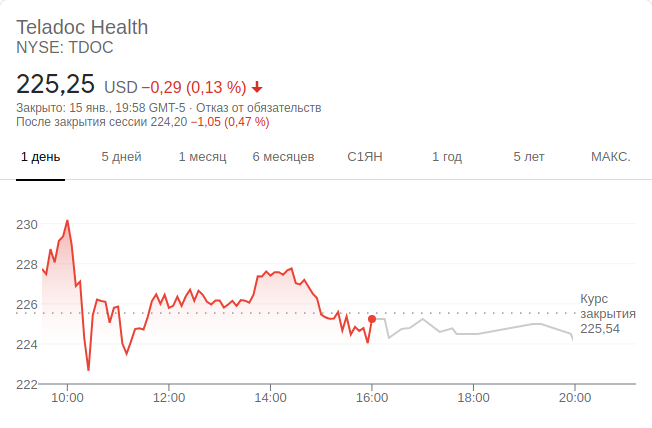 Teladoc Health
NYSE: TDOC
225,25 USD −0,29 (0,13 %)
Закрыто: 15 янв., 19:58 GMT-5 · Отказ от обязательств
После закрытия сессии 224,20 −1,05 (0,47 %)
1 день 5 дней 1 месяц 6 месяцев С1ЯН 1 год 5 лет МАКС.
230
228
226
224
222
Курс
закрытия
225,54
10:00 12:00 14:00 16:00 18:00 20:00